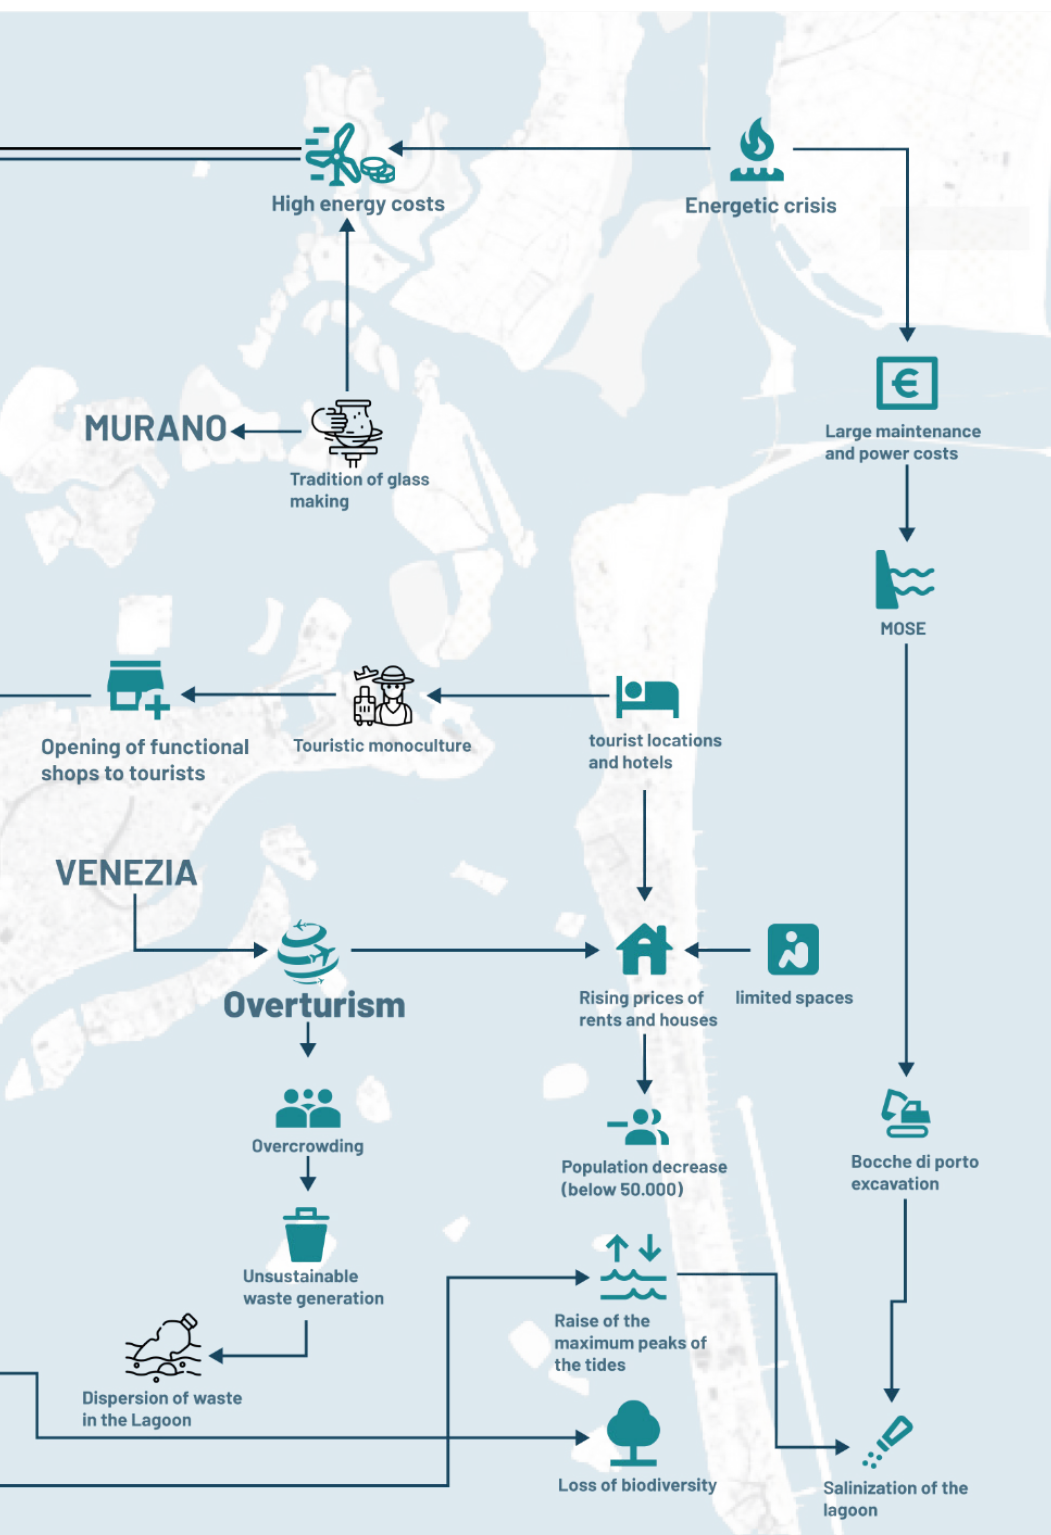 High energy costs
Energetic crisis
MURANO
Tradition of glass
making
Large maintenance
and power costs
€
MOSE
Opening of functional
shops to tourists
Touristic monoculture
tourist locations
and hotels
VENEZIA
Overturism
Rising prices of
rents and houses
limited spaces
Overcrowding
Population decrease
(below 50.000)
Bocche di porto
excavation
Unsustainable
waste generation
Raise of the
maximum peaks of
the tides
Dispersion of waste
in the Lagoon
Loss of biodiversity
Salinization of the
lagoon